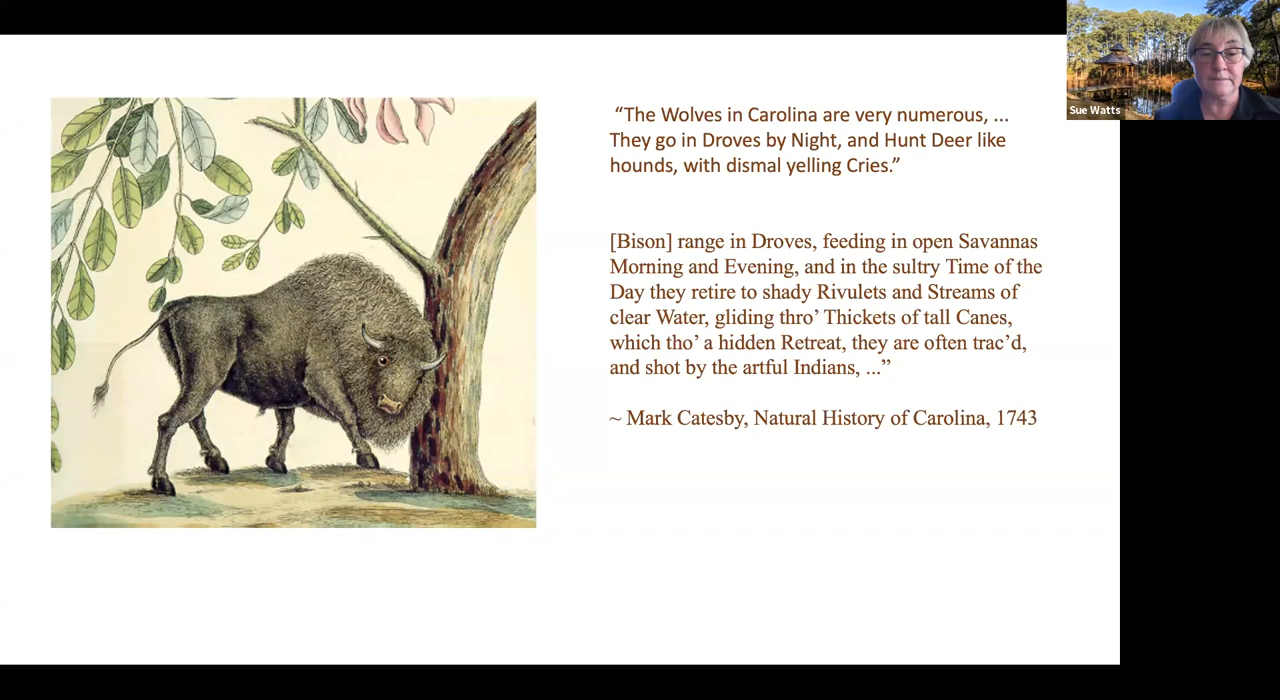 “The Wolves in Carolina are very numerous, ...
They go in Droves by Night, and Hunt Deer like
hounds, with dismal yelling Cries.”
[Bison] range in Droves, feeding in open Savannas
Morning and Evening, and in the sultry Time of the
Day they retire to shady Rivulets and Streams of
clear Water, gliding thro’ Thickets of tall Canes,
which tho’ a hidden Retreat, they are often trac’d,
and shot by the artful Indians, ...”
~ Mark Catesby, Natural History of Carolina, 1743
Sue Watts